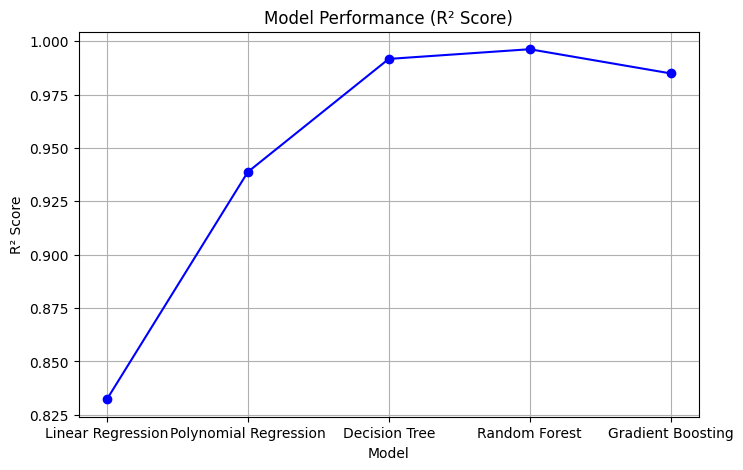 Model Performance (R² Score)
R² Score
1.000
0.975
0.950
0.925
0.900
0.875
0.850
0.825
Linear Regression Polynomial Regression Decision Tree Random Forest Gradient Boosting
Model